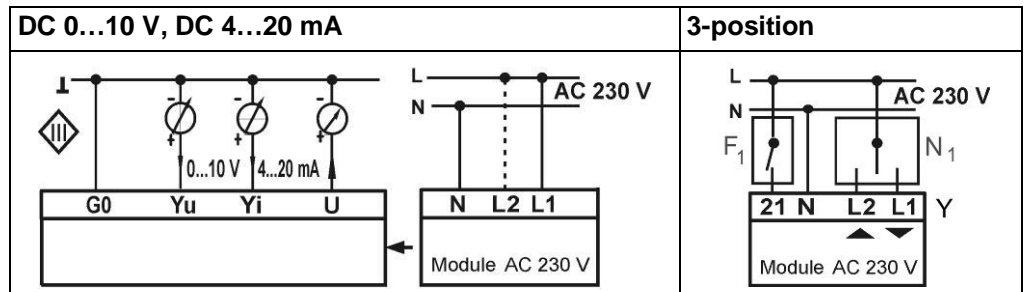 DC 0…10 V, DC 4…20 mA
3-position
⊥
III
- - -
+ + +
0...10 V 4...20 mA
G0 Yu Yi U
L
N
AC 230 V
N L2 L1
Module AC 230 V
L
N
AC 230 V
F1
N1
21 N L2 L1 Y
Module AC 230 V